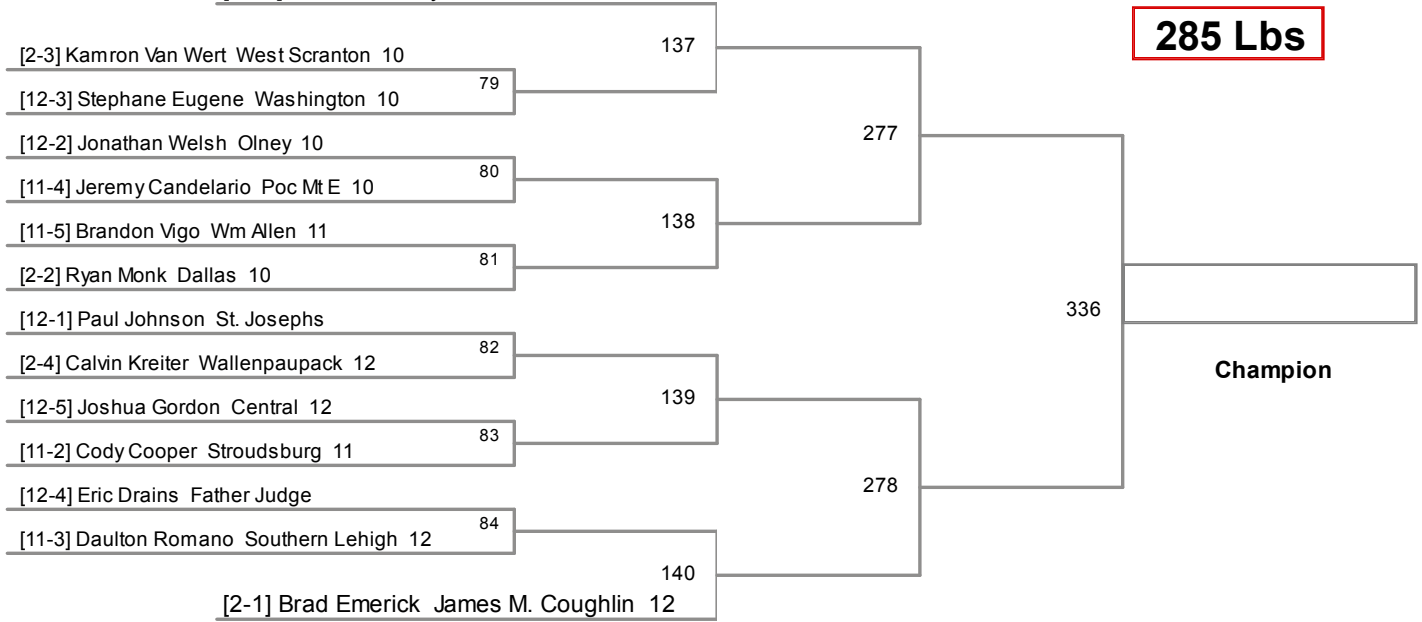 285 Lbs
137
[2-3] Kamron Van Wert West Scranton 10
79
[12-3] Stephane Eugene Washington 10
277
[12-2] Jonathan Welsh Olney 10
80
[11-4] Jeremy Candelario Poc Mt E 10
138
[11-5] Brandon Vigo Wm Allen 11
81
[2-2] Ryan Monk Dallas 10
336
[12-1] Paul Johnson St. Josephs
82
[2-4] Calvin Kreiter Wallenpaupack 12
Champion
139
[12-5] Joshua Gordon Central 12
83
[11-2] Cody Cooper Stroudsburg 11
278
[12-4] Eric Drains Father Judge
84
[11-3] Daulton Romano Southern Lehigh 12
140
[2-1] Brad Emerick James M. Coughlin 12